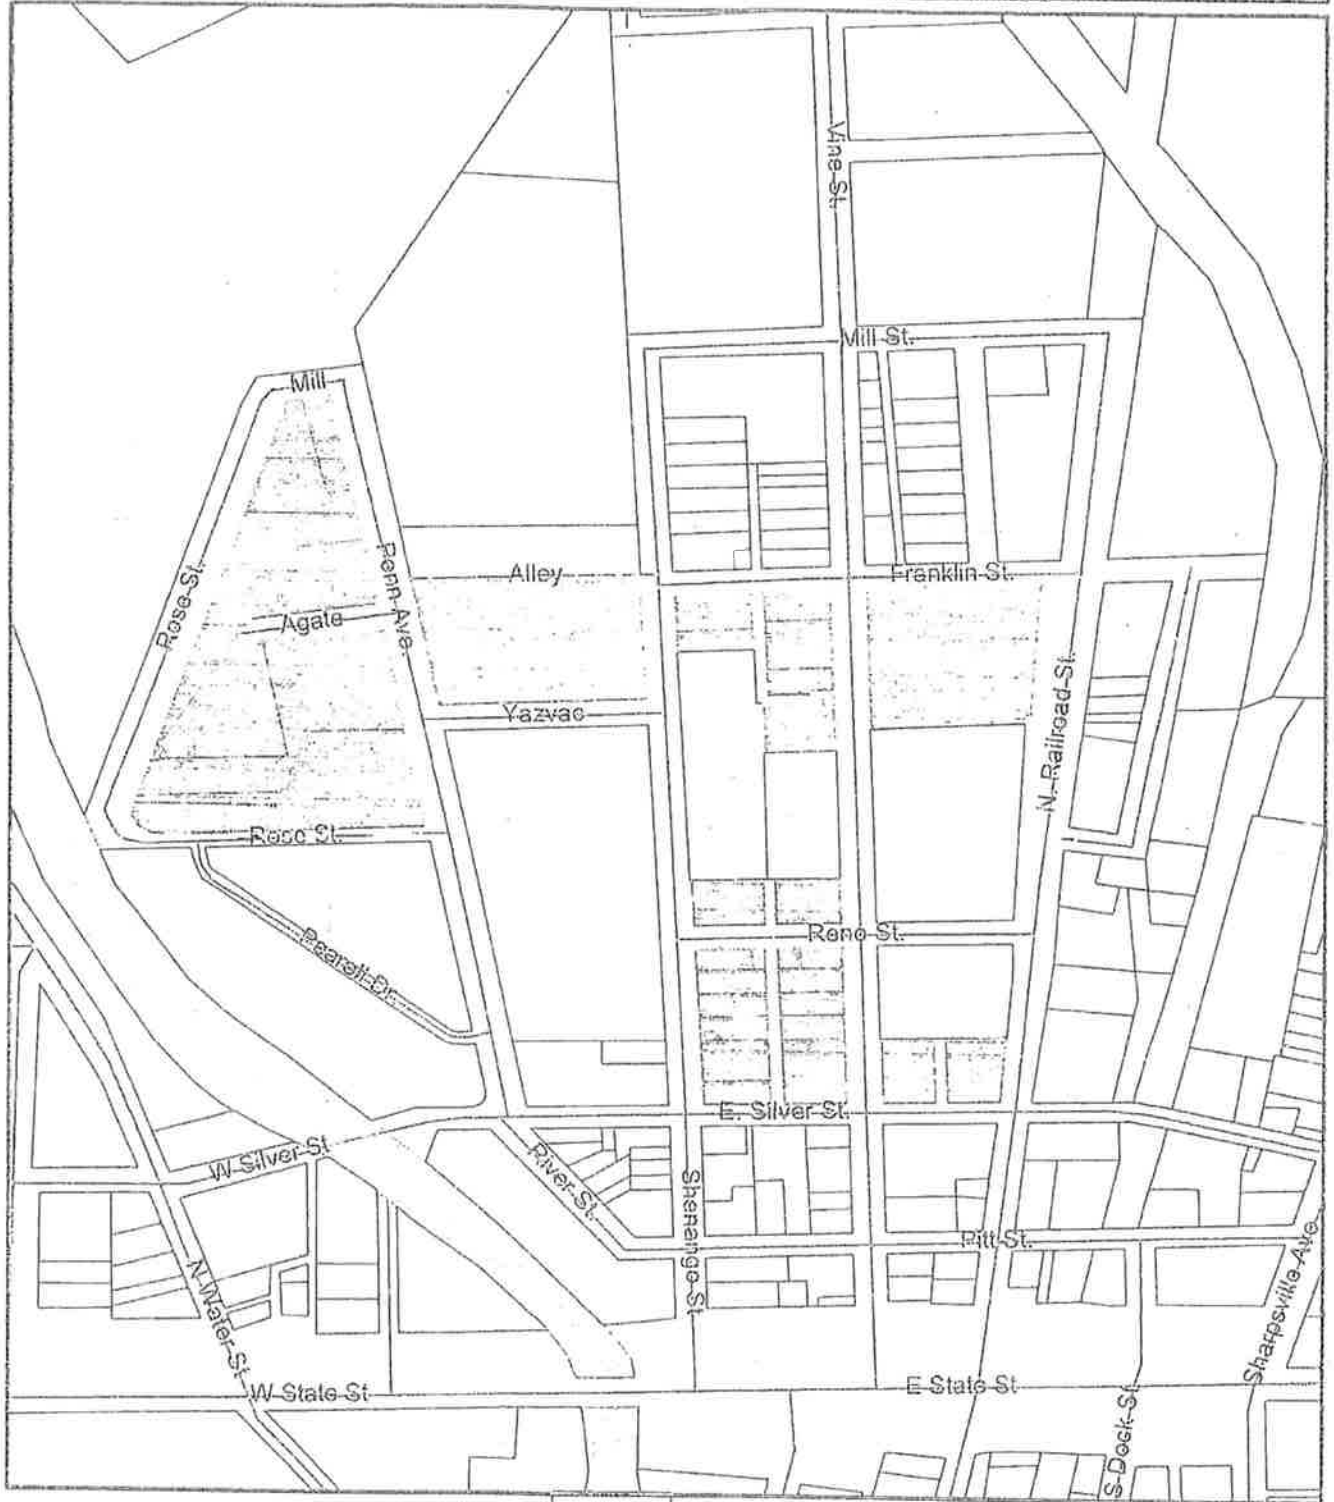 Vine St.
Mill St.
Mill
Rose St.
Penn Ave.
Alley
Franklin St.
Agate
N. Railroad St.
Yazvac
Rose St.
Reno St.
E. Silver St.
W Silver St
River St.
Shenango St
Pitt St.
N Water St
Sharpsville Ave
W State St
E State St
S Dock St